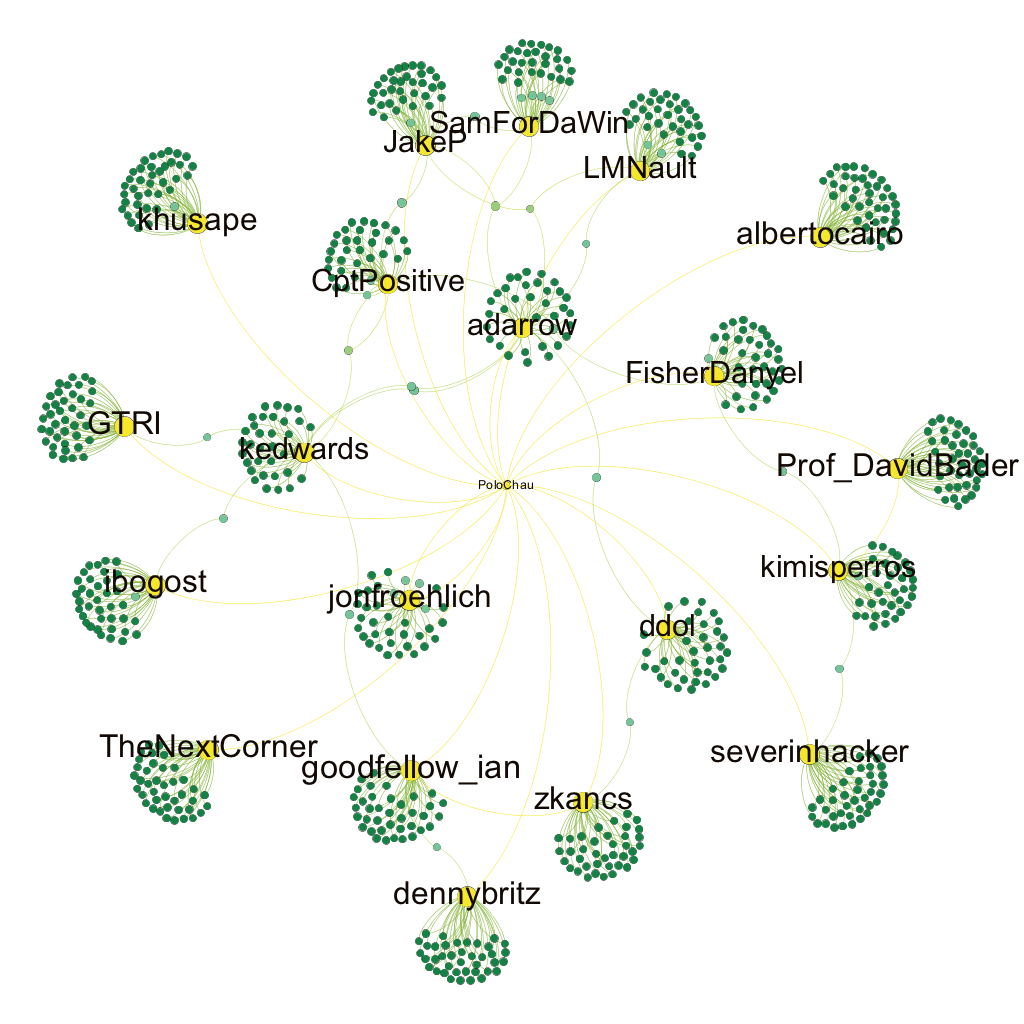 SamForDaWin
JakeP
LMNault
khusape
albertocairo
CptPositive
adarrow
FisherDanyel
GTRI
kedwards
Prof_DavidBader
PoloChau
kimisperros
ibogost
jonfroehlich
ddol
TheNextCorner
severinhacker
goodfellow_ian
zkancs
dennybritz